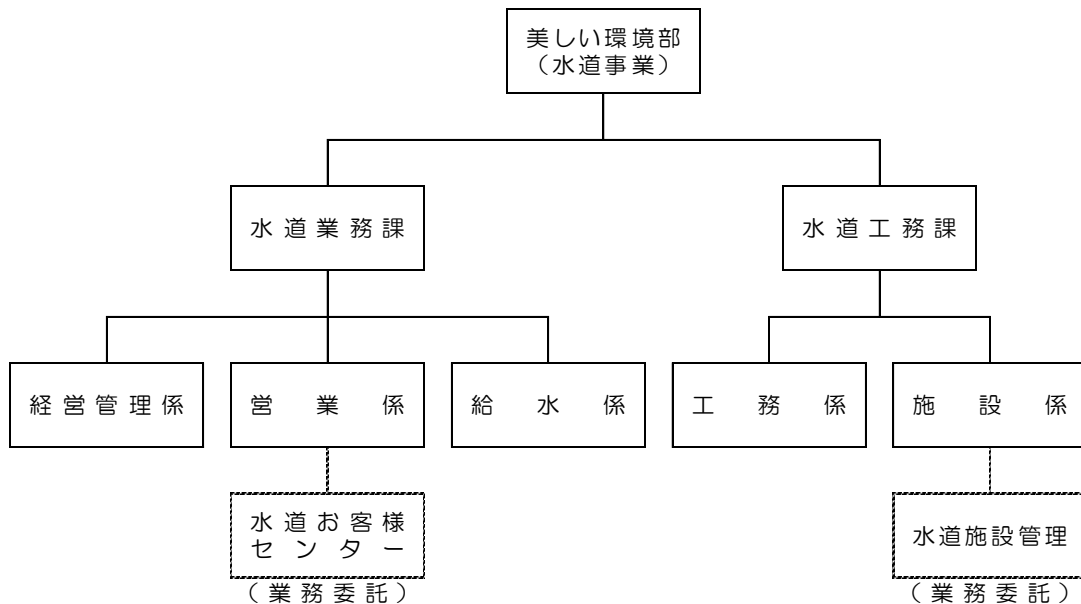 美しい環境部
（水道事業）
水道業務課
水道工務課
経営管理係
営業係
給水係
工務係
施設係
水道お客様
センター
（業務委託）
水道施設管理
（業務委託）